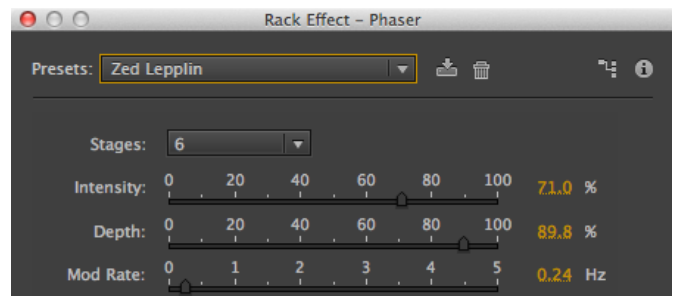 Rack Effect – Phaser
Presets: Zed Lepplin
Stages: 6
0 20 40 60 80 100
Intensity: 71.0 %
0 20 40 60 80 100
Depth: 89.8 %
0 1 2 3 4 5
Mod Rate: 0.24 Hz